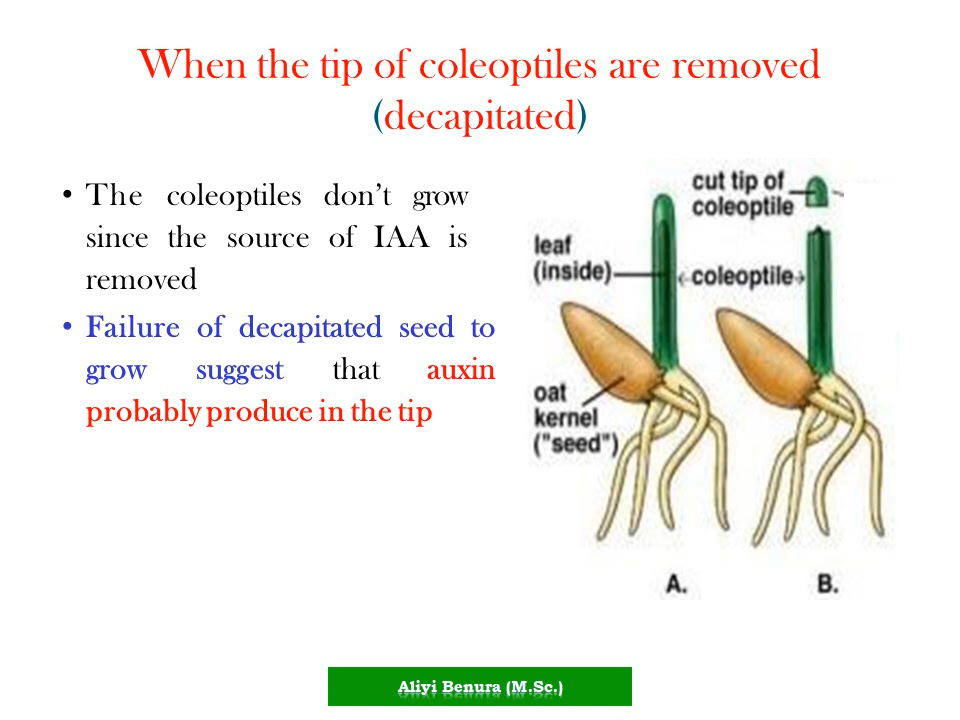 When the tip of coleoptiles are removed
(decapitated)
• The coleoptiles don’t grow
since the source of IAA is
removed
• Failure of decapitated seed to
grow suggest that auxin
probably produce in the tip
cut tip of
coleoptile
leaf
(inside)
coleoptile
oat
kernel
("seed")
A.
B.
Aliyi Benura (M.Sc.)